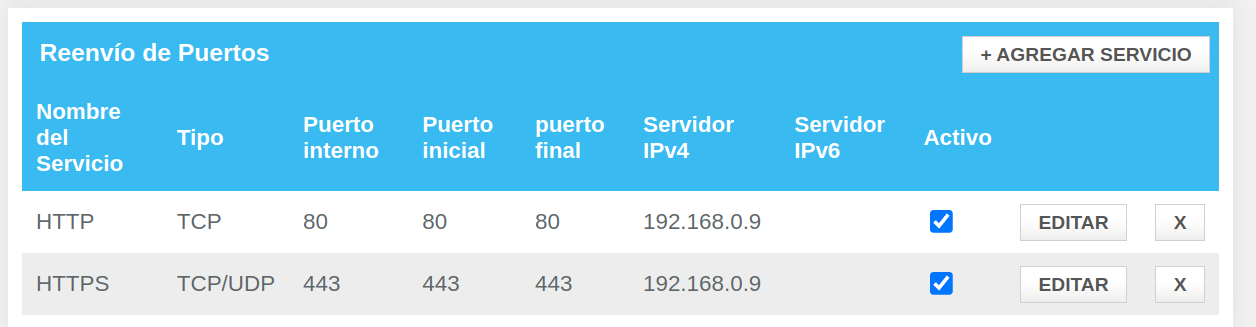 Reenvío de Puertos
+ AGREGAR SERVICIO
Nombre del Servicio Tipo Puerto interno Puerto inicial puerto final Servidor IPv4 Servidor IPv6 Activo
HTTP TCP 80 80 80 192.168.0.9 EDITAR X
HTTPS TCP/UDP 443 443 443 192.168.0.9 EDITAR X